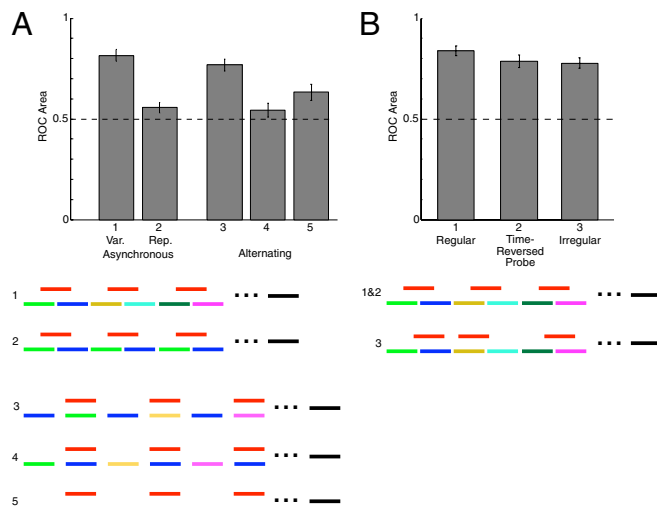 A
B
1
1
ROC Area
0.5
ROC Area
0.5
0
0
1
2
3
4
5
Var.
Rep.
Asynchronous
Alternating
1
2
3
Regular
Time-
Reversed
Probe
Irregular
1
2
3
4
5
1&2
3